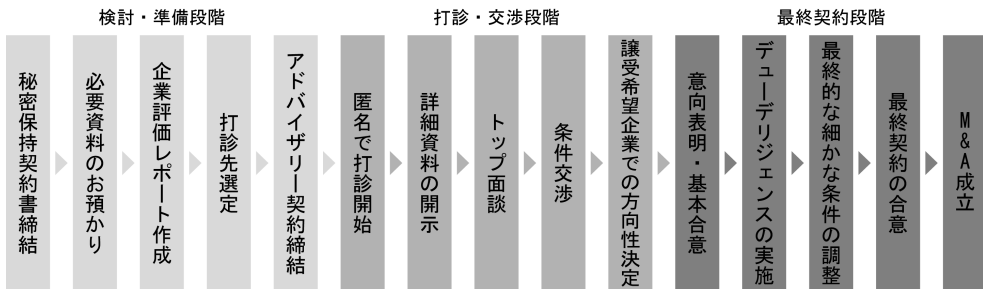 検討・準備段階
打診・交渉段階
最終契約段階
秘密保持契約書締結
必要資料のお預かり
企業評価レポート作成
打診先選定
アドバイザリー契約締結
匿名で打診開始
詳細資料の開示
トップ面談
条件交渉
譲受希望企業での方向性決定
意向表明・基本合意
デューデリジェンスの実施
最終的な細かな条件の調整
最終契約の合意
M&A成立